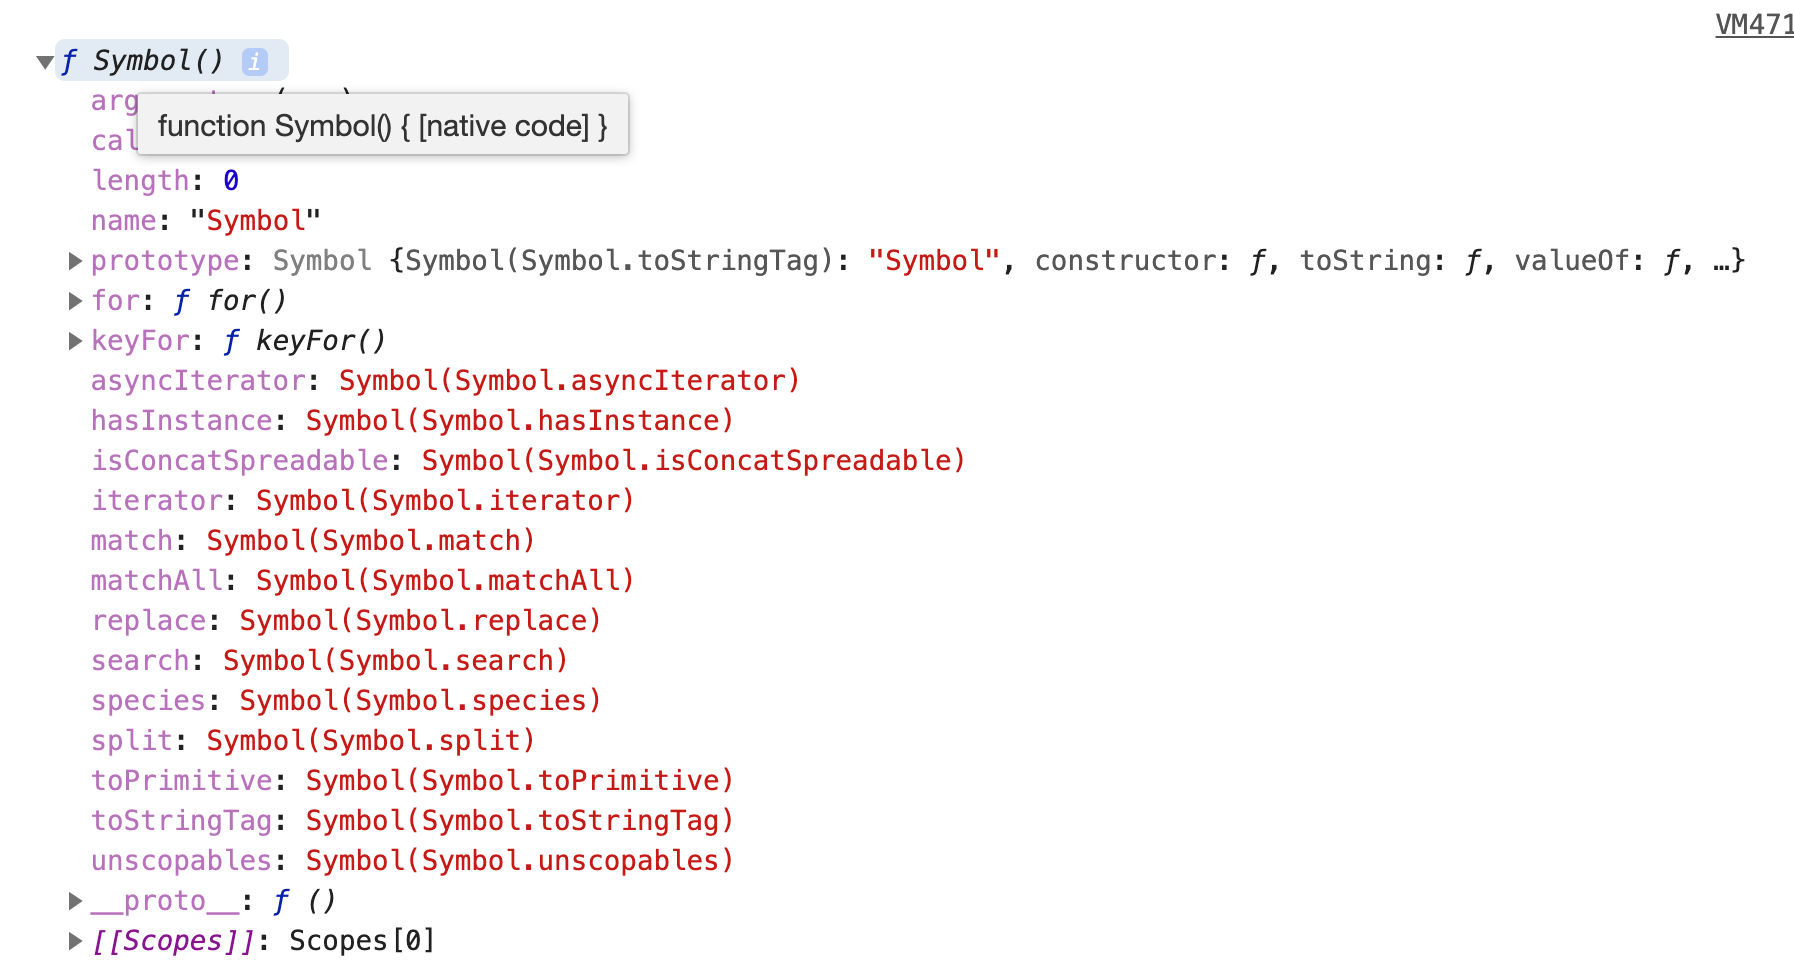 VM471
ƒ Symbol() i
arg
function Symbol() { [native code] }
cal
length: 0
name: "Symbol"
prototype: Symbol {Symbol(Symbol.toStringTag): "Symbol", constructor: ƒ, toString: ƒ, valueOf: ƒ, …}
for: ƒ for()
keyFor: ƒ keyFor()
asyncIterator: Symbol(Symbol.asyncIterator)
hasInstance: Symbol(Symbol.hasInstance)
isConcatSpreadable: Symbol(Symbol.isConcatSpreadable)
iterator: Symbol(Symbol.iterator)
match: Symbol(Symbol.match)
matchAll: Symbol(Symbol.matchAll)
replace: Symbol(Symbol.replace)
search: Symbol(Symbol.search)
species: Symbol(Symbol.species)
split: Symbol(Symbol.split)
toPrimitive: Symbol(Symbol.toPrimitive)
toStringTag: Symbol(Symbol.toStringTag)
unscopables: Symbol(Symbol.unscopables)
__proto__: ƒ ()
[[Scopes]]: Scopes[0]